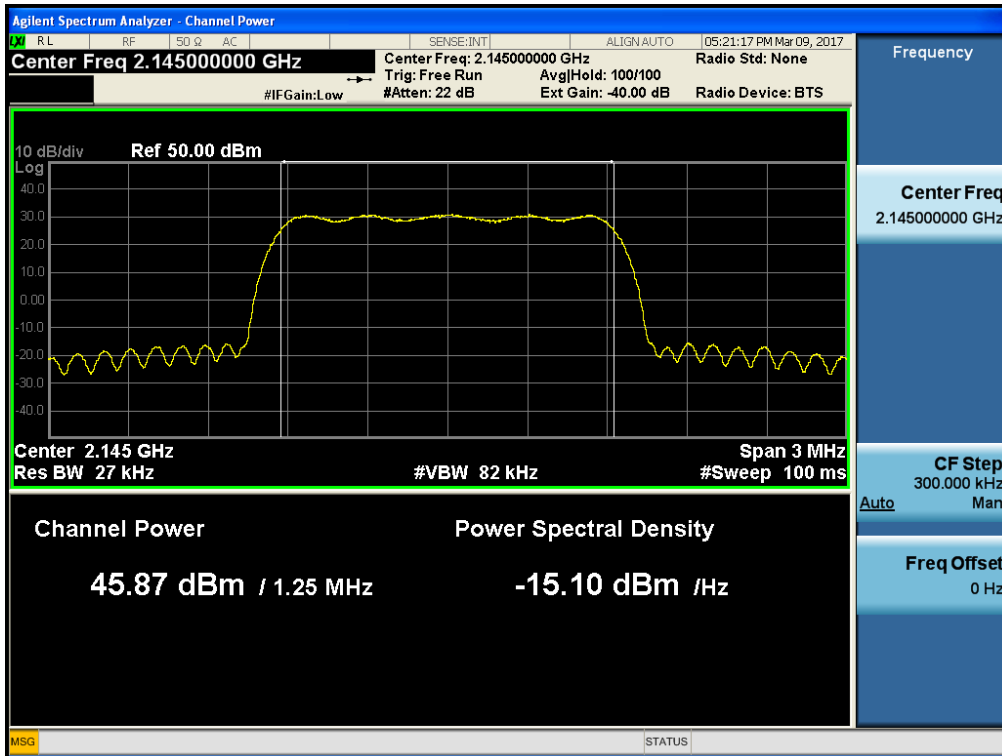 Agilent Spectrum Analyzer - Channel Power
LXI RL RF 50 Ω AC SENSE:INT ALIGN AUTO 05:21:17 PM Mar 09, 2017
Center Freq 2.145000000 GHz
Center Freq: 2.145000000 GHz
Radio Std: None
Trig: Free Run
Avg|Hold: 100/100
#IFGain:Low
#Atten: 22 dB
Ext Gain: -40.00 dB
Radio Device: BTS
10 dB/div
Ref 50.00 dBm
Log
40.0
30.0
20.0
10.0
0.00
-10.0
-20.0
-30.0
-40.0
Center 2.145 GHz
Span 3 MHz
Res BW 27 kHz
#VBW 82 kHz
#Sweep 100 ms
Channel Power
Power Spectral Density
45.87 dBm / 1.25 MHz
-15.10 dBm /Hz
Frequency
Center Freq
2.145000000 GHz
CF Step
300.000 kHz
Auto Man
Freq Offset
0 Hz
MSG
STATUS